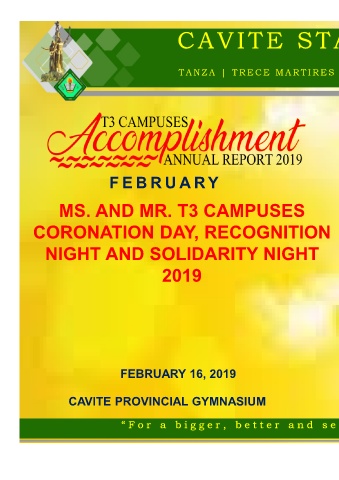 CAVITE STA
TANZA | TRECE MARTIRES
T3 CAMPUSES
Accomplishment
ANNUAL REPORT 2019
FEBRUARY
MS. AND MR. T3 CAMPUSES
CORONATION DAY, RECOGNITION
NIGHT AND SOLIDARITY NIGHT
2019
FEBRUARY 16, 2019
CAVITE PROVINCIAL GYMNASIUM
"For a bigger, better and se